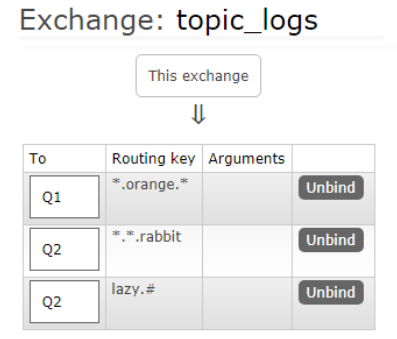 Exchange: topic_logs
This exchange
⇓
To Routing key Arguments
Q1 *.orange.* Unbind
Q2 *.*.rabbit Unbind
Q2 lazy.# Unbind